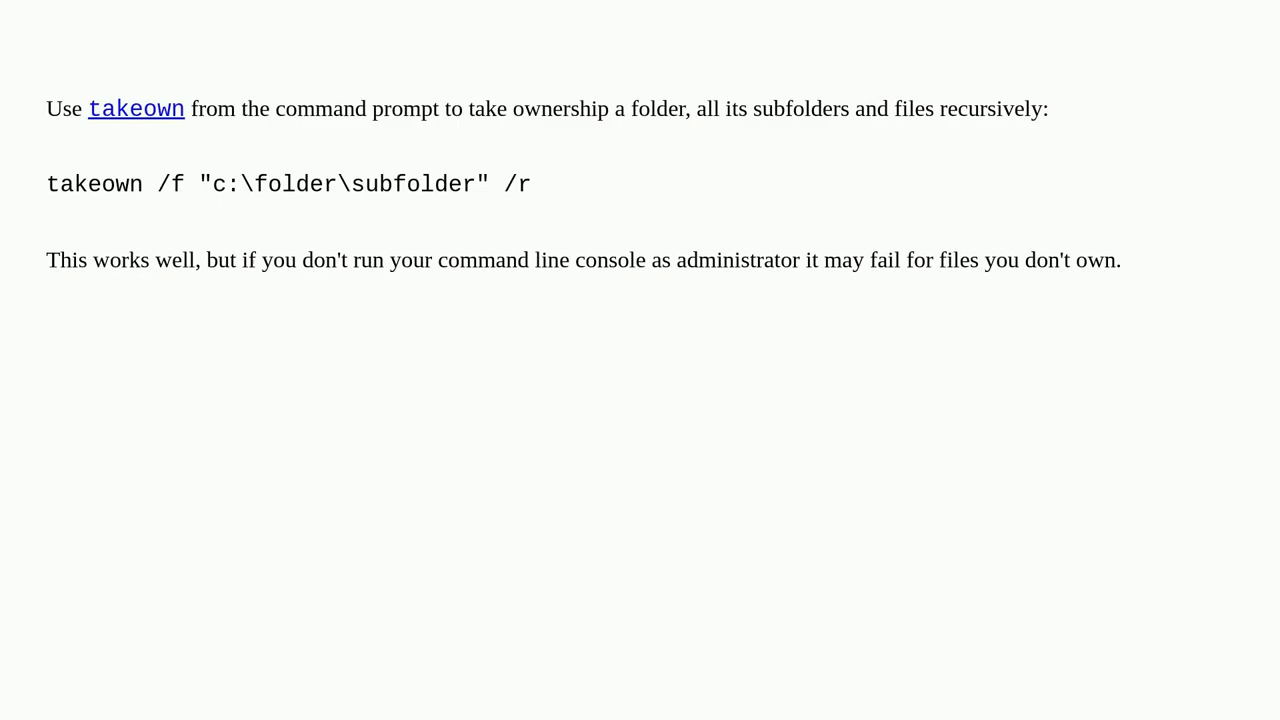 Use takeown from the command prompt to take ownership a folder, all its subfolders and files recursively:
takeown /f "c:\folder\subfolder" /r
This works well, but if you don't run your command line console as administrator it may fail for files you don't own.